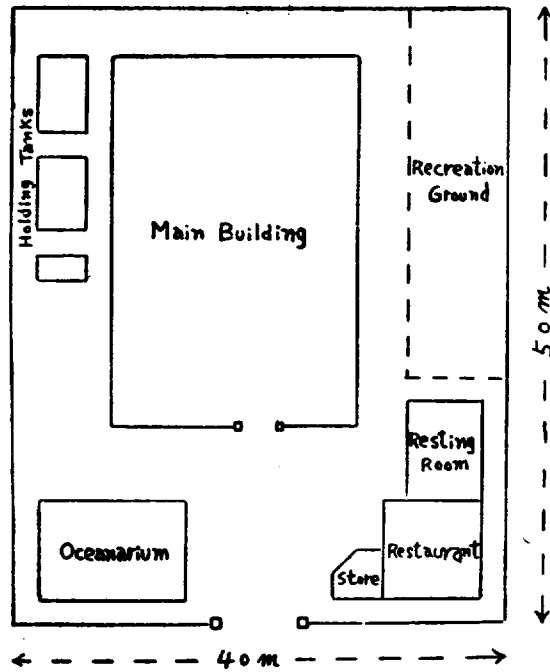 Holding Tanks
Main Building
Recreation
Ground
50 m
Resting
Room
Oceanarium
Restaurant
Store
40 m